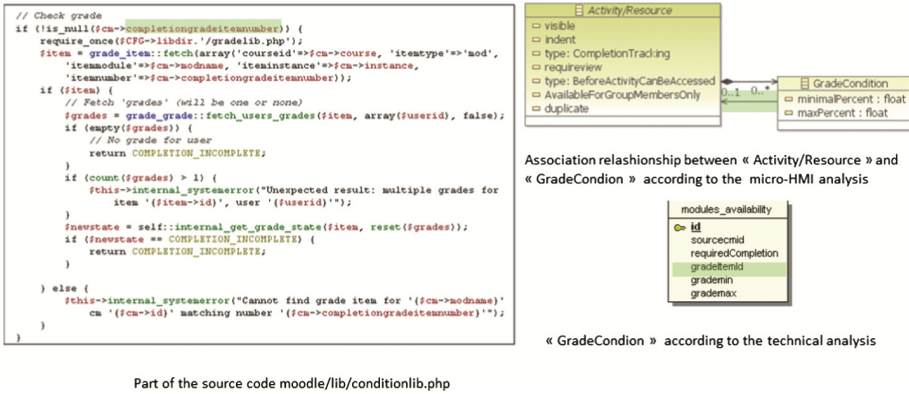 // Check grade
if (!is_null($cm->completiongradeitemnumber)) {
require_once($CFG->libdir.'/gradelib.php');
$item = grade_item::fetch(array('courseid'=>$cm->course, 'itemtype'=>'mod',
'itemmodule'=>$cm->modname, 'iteminstance'=>$cm->instance,
'itemnumber'=>$cm->completiongradeitemnumber));
if ($item) {
// Fetch 'grades' (will be one or none)
$grades = grade_grade::fetch_users_grades($item, array($userid), false);
if (empty($grades)) {
// No grade for user
return COMPLETION_INCOMPLETE;
}
if (count($grades) > 1) {
$this->internal_systemerror("Unexpected result: multiple grades for
item '{$item->id}', user '{$userid}'");
}
$newstate = self::internal_get_grade_state($item, reset($grades));
if ($newstate == COMPLETION_INCOMPLETE) {
return COMPLETION_INCOMPLETE;
}
} else {
$this->internal_systemerror("Cannot find grade item for '{$cm->modname}'
cm '{$cm->id}' matching number '{$cm->completiongradeitemnumber}'");
}
}
Part of the source code moodle/lib/conditionlib.php
Activity/Resource
visible
indent
type: CompletionTracking
requireview
type: BeforeActivityCanBeAccessed
AvailableForGroupMembersOnly
duplicate
0..1 0..*
GradeCondition
minimalPercent : float
maxPercent : float
Association relashionship between « Activity/Resource » and
« GradeCondion » according to the micro-HMI analysis
modules_availability
id
sourcecmid
requiredCompletion
gradeItemId
grademin
grademax
« GradeCondion » according to the technical analysis